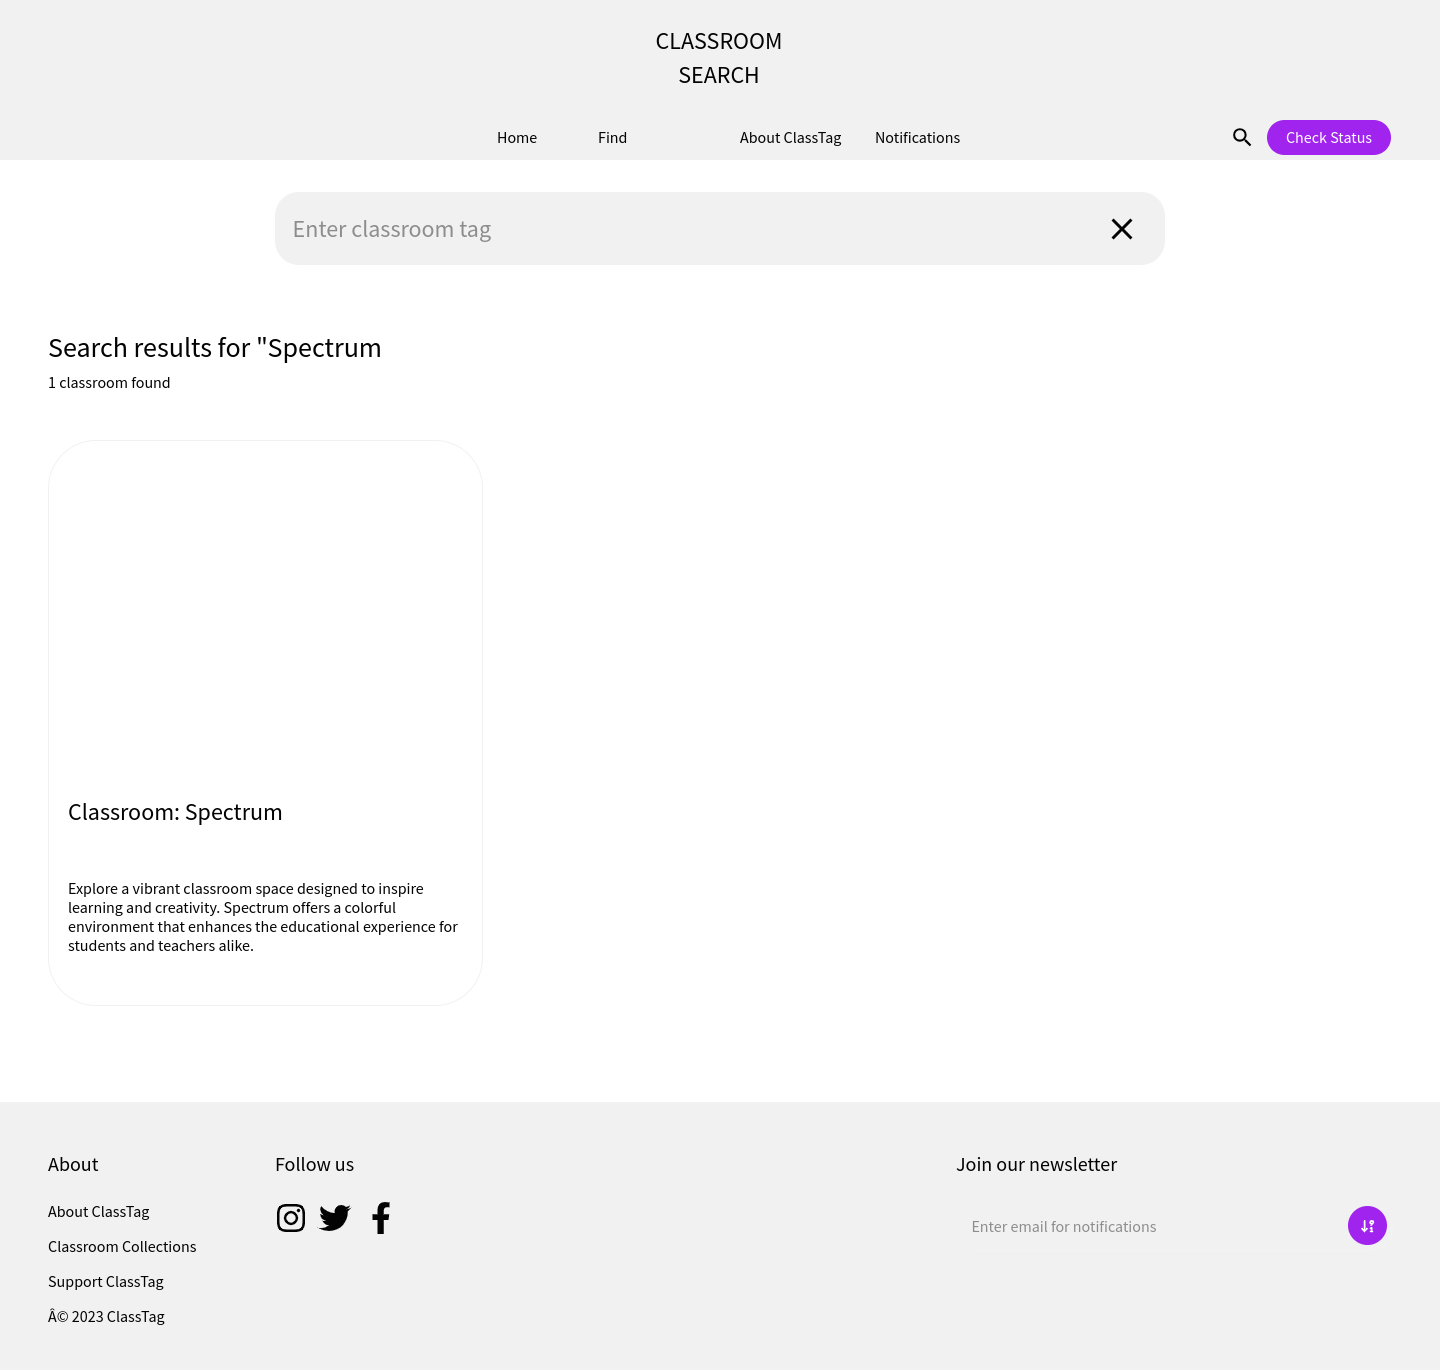 CLASSROOM
SEARCH
Home
Find
About ClassTag
Notifications
Check Status
Enter classroom tag
Search results for "Spectrum
1 classroom found
Classroom: Spectrum
Explore a vibrant classroom space designed to inspire
learning and creativity. Spectrum offers a colorful
environment that enhances the educational experience for
students and teachers alike.
About
About ClassTag
Classroom Collections
Support ClassTag
Â© 2023 ClassTag
Follow us
Join our newsletter
Enter email for notifications